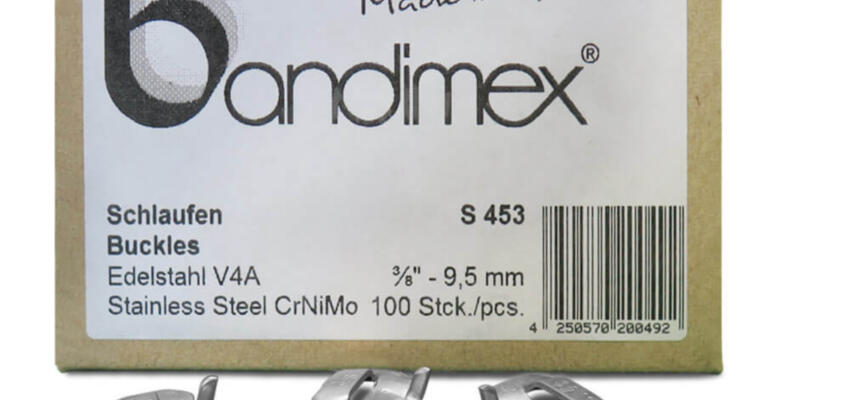 Made
bandimex®
Schlaufen S 453
Buckles
Edelstahl V4A ⅜" - 9,5 mm
Stainless Steel CrNiMo 100 Stck./pcs.
4 250570 200492